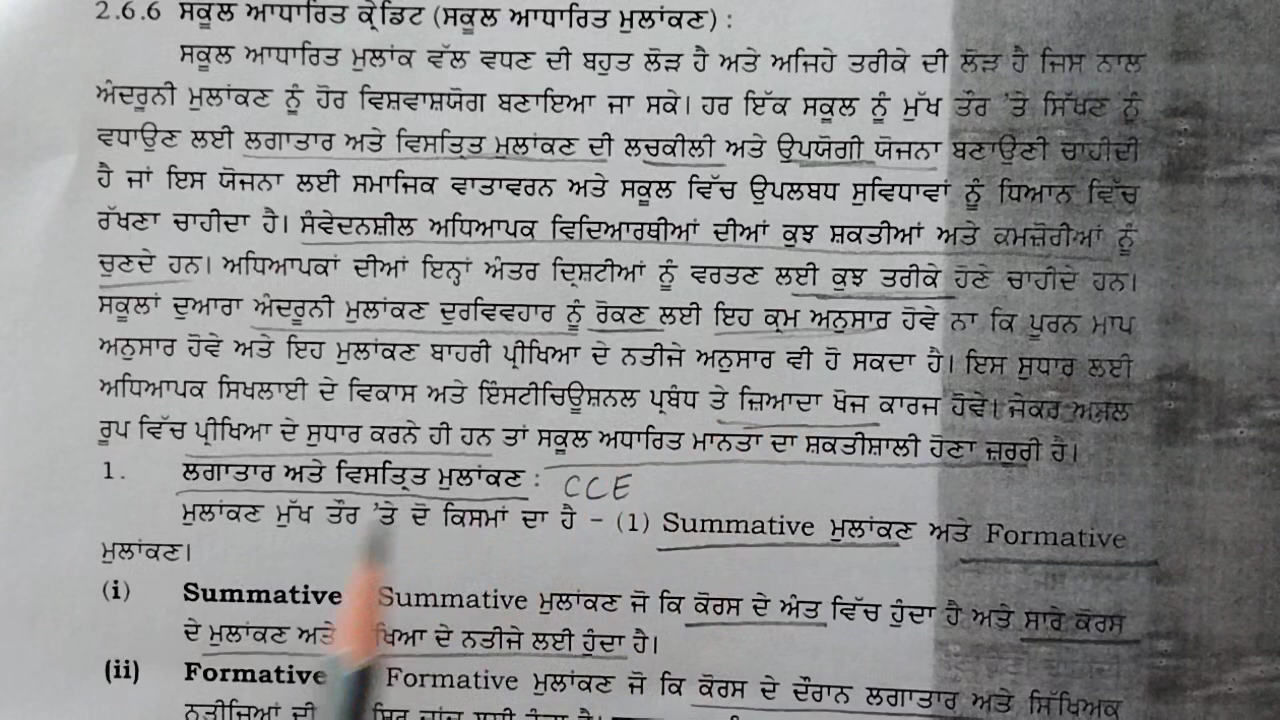 2.6.6 ਸਕੂਲ ਆਧਾਰਿਤ ਕ੍ਰੇਡਿਟ (ਸਕੂਲ ਆਧਾਰਿਤ ਮੁਲਾਂਕਣ) :
ਸਕੂਲ ਆਧਾਰਿਤ ਮੁਲਾਂਕ ਵੱਲ ਵਧਣ ਦੀ ਬਹੁਤ ਲੋੜ ਹੈ ਅਤੇ ਅਜਿਹੇ ਤਰੀਕੇ ਦੀ ਲੋੜ ਹੈ ਜਿਸ ਨਾਲ
ਅੰਦਰੂਨੀ ਮੁਲਾਂਕਣ ਨੂੰ ਹੋਰ ਵਿਸ਼ਵਾਸ਼ਯੋਗ ਬਣਾਇਆ ਜਾ ਸਕੇ। ਹਰ ਇੱਕ ਸਕੂਲ ਨੂੰ ਮੁੱਖ ਤੌਰ 'ਤੇ ਸਿੱਖਣ ਨੂੰ
ਵਧਾਉਣ ਲਈ ਲਗਾਤਾਰ ਅਤੇ ਵਿਸਤ੍ਰਿਤ ਮੁਲਾਂਕਣ ਦੀ ਲਚਕੀਲੀ ਅਤੇ ਉਪਯੋਗੀ ਯੋਜਨਾ ਬਣਾਉਣੀ ਚਾਹੀਦੀ
ਹੈ ਜਾਂ ਇਸ ਯੋਜਨਾ ਲਈ ਸਮਾਜਿਕ ਵਾਤਾਵਰਨ ਅਤੇ ਸਕੂਲ ਵਿੱਚ ਉਪਲਬਧ ਸੁਵਿਧਾਵਾਂ ਨੂੰ ਧਿਆਨ ਵਿੱਚ
ਰੱਖਣਾ ਚਾਹੀਦਾ ਹੈ। ਸੰਵੇਦਨਸ਼ੀਲ ਅਧਿਆਪਕ ਵਿਦਿਆਰਥੀਆਂ ਦੀਆਂ ਕੁਝ ਸ਼ਕਤੀਆਂ ਅਤੇ ਕਮਜ਼ੋਰੀਆਂ ਨੂੰ
ਚੁਣਦੇ ਹਨ। ਅਧਿਆਪਕਾਂ ਦੀਆਂ ਇਨ੍ਹਾਂ ਅੰਤਰ ਦ੍ਰਿਸ਼ਟੀਆਂ ਨੂੰ ਵਰਤਣ ਲਈ ਕੁਝ ਤਰੀਕੇ ਹੋਣੇ ਚਾਹੀਦੇ ਹਨ।
ਸਕੂਲਾਂ ਦੁਆਰਾ ਅੰਦਰੂਨੀ ਮੁਲਾਂਕਣ ਦੁਰਵਿਵਹਾਰ ਨੂੰ ਰੋਕਣ ਲਈ ਇਹ ਕ੍ਰਮ ਅਨੁਸਾਰ ਹੋਵੇ ਨਾ ਕਿ ਪੂਰਨ ਮਾਪ
ਅਨੁਸਾਰ ਹੋਵੇ ਅਤੇ ਇਹ ਮੁਲਾਂਕਣ ਬਾਹਰੀ ਪ੍ਰੀਖਿਆ ਦੇ ਨਤੀਜੇ ਅਨੁਸਾਰ ਵੀ ਹੋ ਸਕਦਾ ਹੈ। ਇਸ ਸੁਧਾਰ ਲਈ
ਅਧਿਆਪਕ ਸਿਖਲਾਈ ਦੇ ਵਿਕਾਸ ਅਤੇ ਇੰਸਟੀਚਿਊਸ਼ਨਲ ਪ੍ਰਬੰਧ ਤੇ ਜ਼ਿਆਦਾ ਖੋਜ ਕਾਰਜ ਹੋਵੇ। ਜੇਕਰ ਅਸਲ
ਰੂਪ ਵਿੱਚ ਪ੍ਰੀਖਿਆ ਦੇ ਸੁਧਾਰ ਕਰਨੇ ਹੀ ਹਨ ਤਾਂ ਸਕੂਲ ਅਧਾਰਿਤ ਮਾਨਤਾ ਦਾ ਸ਼ਕਤੀਸ਼ਾਲੀ ਹੋਣਾ ਜ਼ਰੂਰੀ ਹੈ।
1. ਲਗਾਤਾਰ ਅਤੇ ਵਿਸਤ੍ਰਿਤ ਮੁਲਾਂਕਣ : CCE
ਮੁਲਾਂਕਣ ਮੁੱਖ ਤੌਰ 'ਤੇ ਦੋ ਕਿਸਮਾਂ ਦਾ ਹੈ – (1) Summative ਮੁਲਾਂਕਣ ਅਤੇ Formative
ਮੁਲਾਂਕਣ।
(i) Summative Summative ਮੁਲਾਂਕਣ ਜੋ ਕਿ ਕੋਰਸ ਦੇ ਅੰਤ ਵਿੱਚ ਹੁੰਦਾ ਹੈ ਅਤੇ ਸਾਰੇ ਕੋਰਸ
ਦੇ ਮੁਲਾਂਕਣ ਅਤੇ ਦੇ ਨਤੀਜੇ ਲਈ ਹੁੰਦਾ ਹੈ।
(ii) Formative Formative ਮੁਲਾਂਕਣ ਜੋ ਕਿ ਕੋਰਸ ਦੇ ਦੌਰਾਨ ਲਗਾਤਾਰ ਅਤੇ ਸਿੱਖਿਅਕ
ਨਤੀਜਿਆਂ ਦੀ